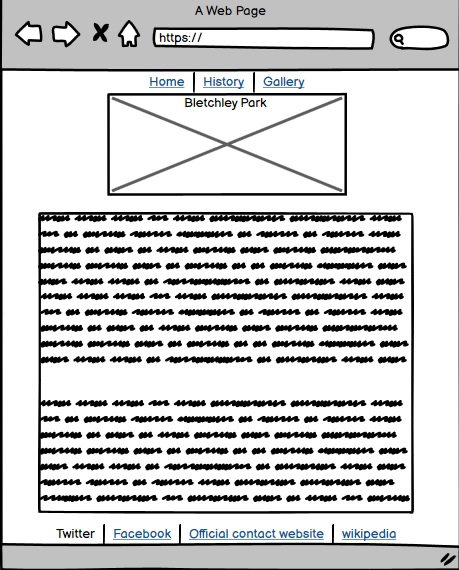 A Web Page
https://
Home | History | Gallery
Bletchley Park
Twitter | Facebook | Official contact website | wikipedia